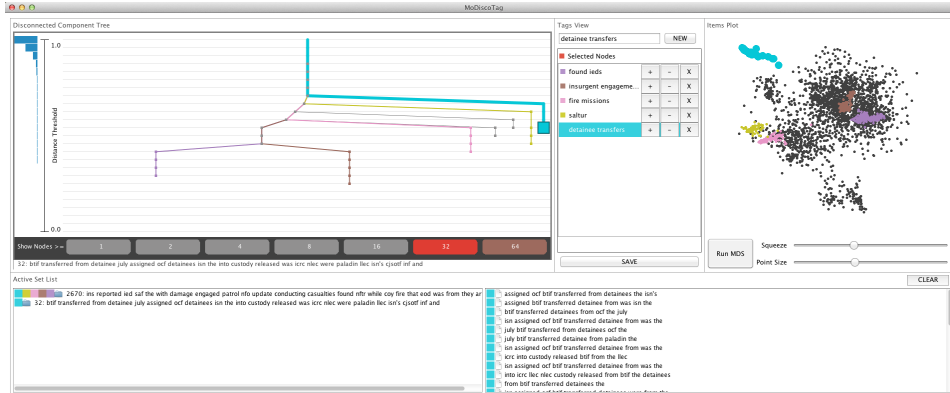 MoDiscoTag
Disconnected Component Tree
1.0
Distance Threshold
0.0
Show Nodes >=
1
2
4
8
16
32
64
32: btif transferred from detainee july assigned ocf detainees isn the into custody released was icrc nlec were paladin llec isn's cjsotf inf and
Tags View
detainee transfers
NEW
Selected Nodes
found ieds + - X
insurgent engageme... + - X
fire missions + - X
saltur + - X
detainee transfers + - X
SAVE
Items Plot
Run MDS
Squeeze
Point Size
Active Set List
CLEAR
2670: ins reported ied saf the with damage engaged patrol nfo update conducting casualties found nftr while coy fire that eod was from they ar
32: btif transferred from detainee july assigned ocf detainees isn the into custody released was icrc nlec were paladin llec isn's cjsotf inf and
assigned ocf btif transferred from detainees the isn's
assigned btif transferred detainee from was isn the
btif transferred detainees from ocf the july
isn assigned ocf btif transferred detainee from was the
july btif transferred from detainees ocf the
july btif transferred detainee from paladin the
isn assigned ocf btif transferred detainee from was the
icrc into custody released btif from the llec
isn assigned ocf btif transferred detainee from was the
into icrc llec nlec custody released from btif the detainees
from btif transferred detainees the